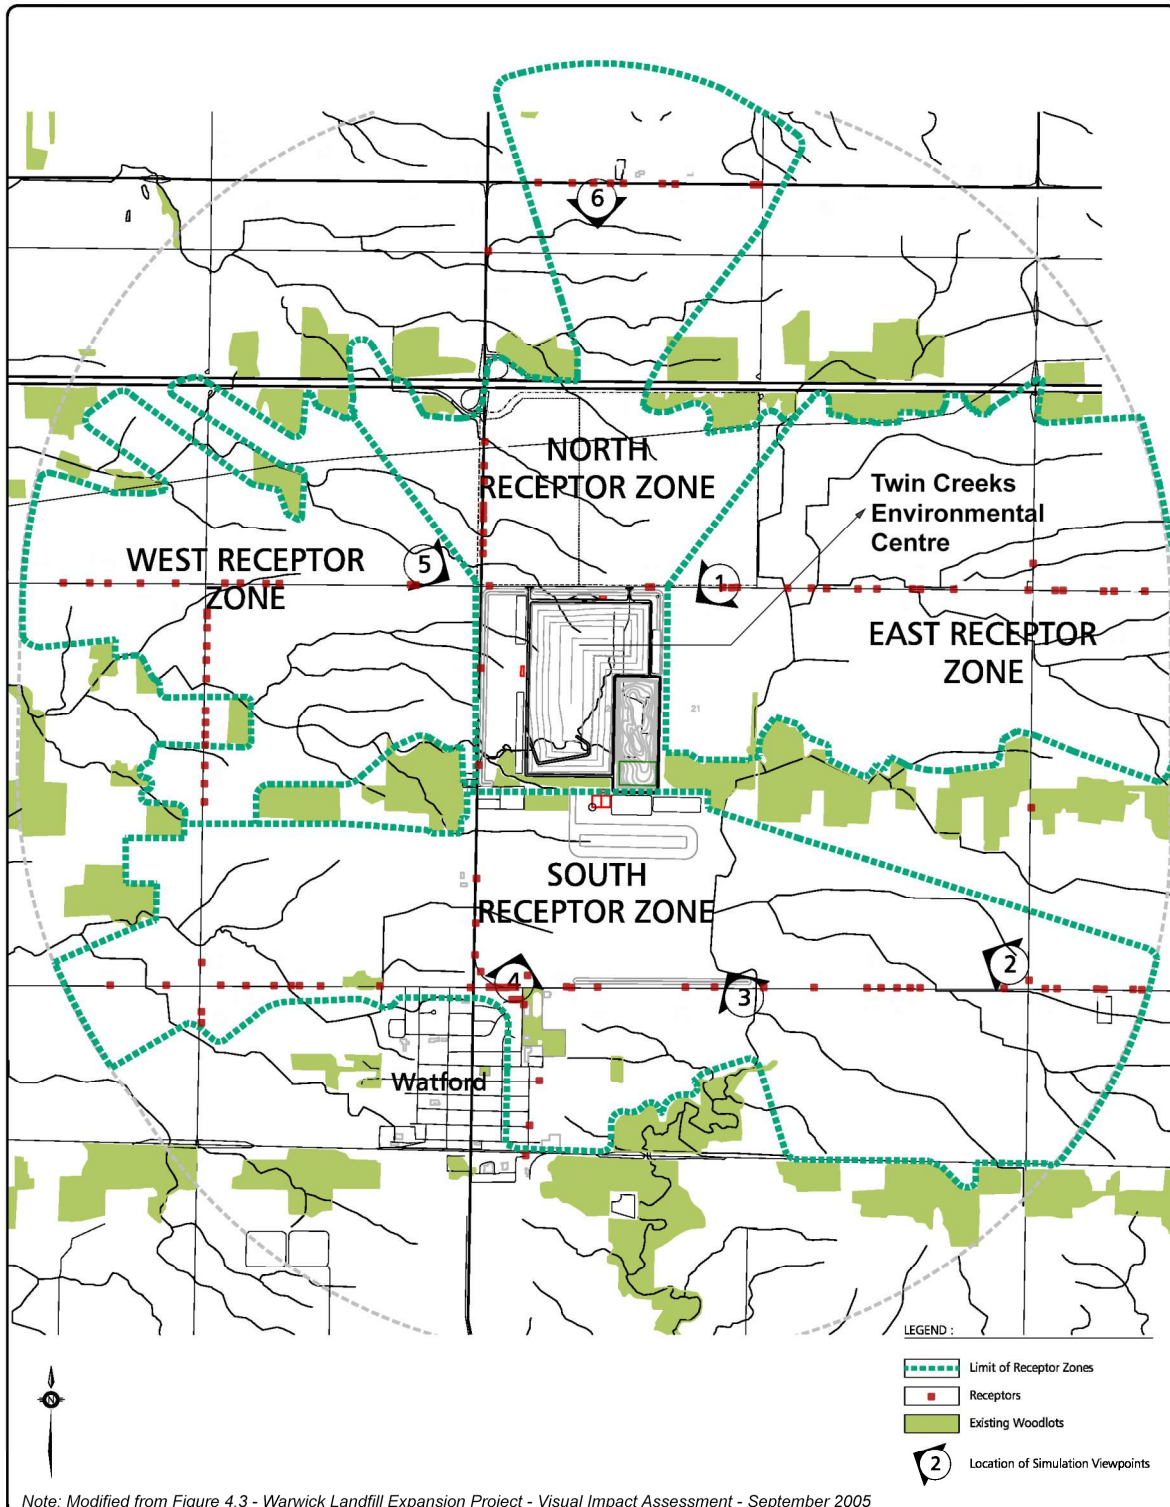 6
NORTH
RECEPTOR ZONE
Twin Creeks
Environmental
Centre
WEST RECEPTOR
ZONE
5
1
EAST RECEPTOR
ZONE
21
SOUTH
RECEPTOR ZONE
2
4
3
Watford
LEGEND :
Limit of Receptor Zones
Receptors
Existing Woodlots
2
Location of Simulation Viewpoints
N
Note: Modified from Figure 4.3 - Warwick Landfill Expansion Project - Visual Impact Assessment - September 2005